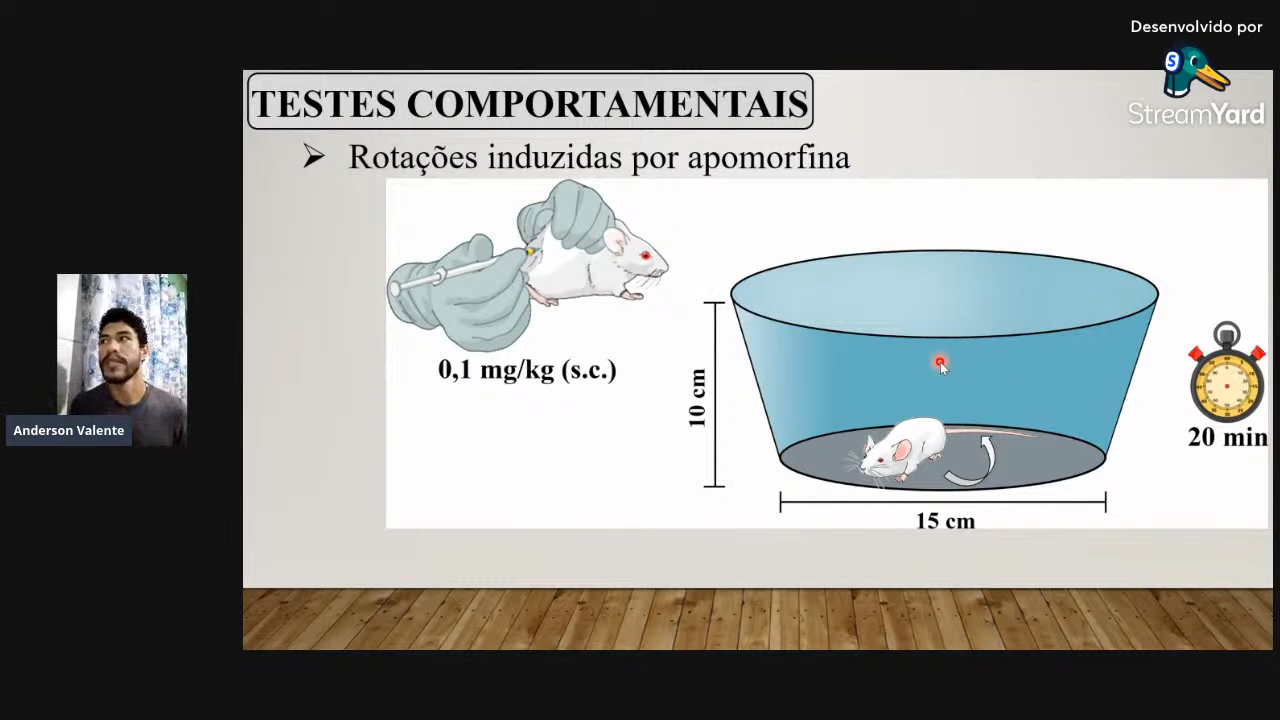 Desenvolvido por
StreamYard
TESTES COMPORTAMENTAIS
Rotações induzidas por apomorfina
0,1 mg/kg (s.c.)
10 cm
20 min
15 cm
Anderson Valente